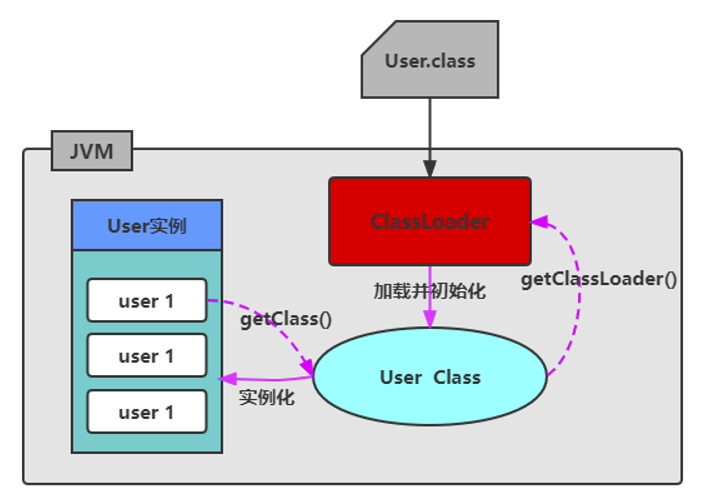 User.class
JVM
ClassLoader
User实例
加载并初始化
getClassLoader()
user 1
getClass()
user 1
User Class
实例化
user 1